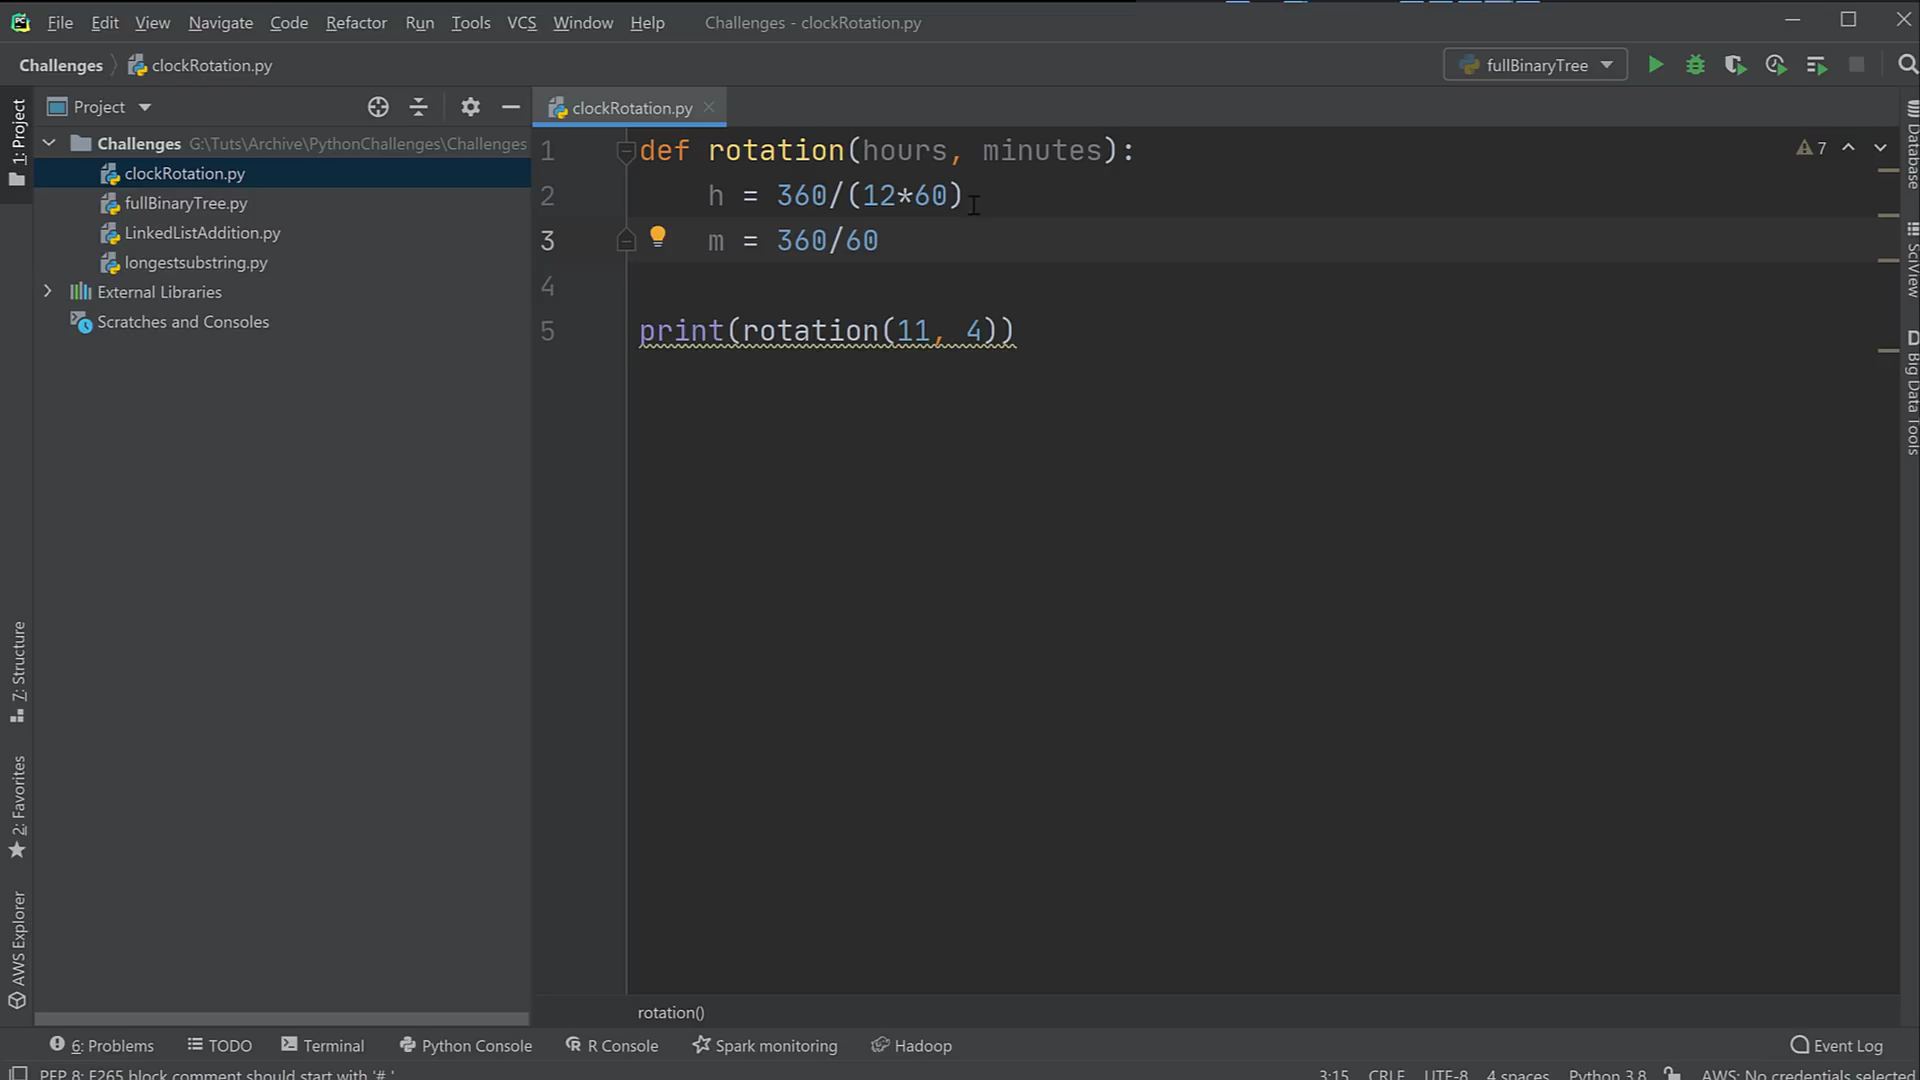 File Edit View Navigate Code Refactor Run Tools VCS Window Help Challenges - clockRotation.py
Challenges clockRotation.py fullBinaryTree
Project clockRotation.py
Challenges G:\Tuts\Archive\PythonChallenges\Challenges
clockRotation.py
fullBinaryTree.py
LinkedListAddition.py
longestsubstring.py
External Libraries
Scratches and Consoles
1: Project
7: Structure
2: Favorites
AWS Explorer
1 def rotation(hours, minutes):
2 h = 360/(12*60)
3 m = 360/60
4
5 print(rotation(11, 4))
7
Database
SciView
Big Data Tools
rotation()
6: Problems TODO Terminal Python Console R Console Spark monitoring Hadoop Event Log
PEP 8: E265 block comment should start with '# ' 3:15 CRLF UTF-8 4 spaces Python 3.8 AWS: No credentials selected